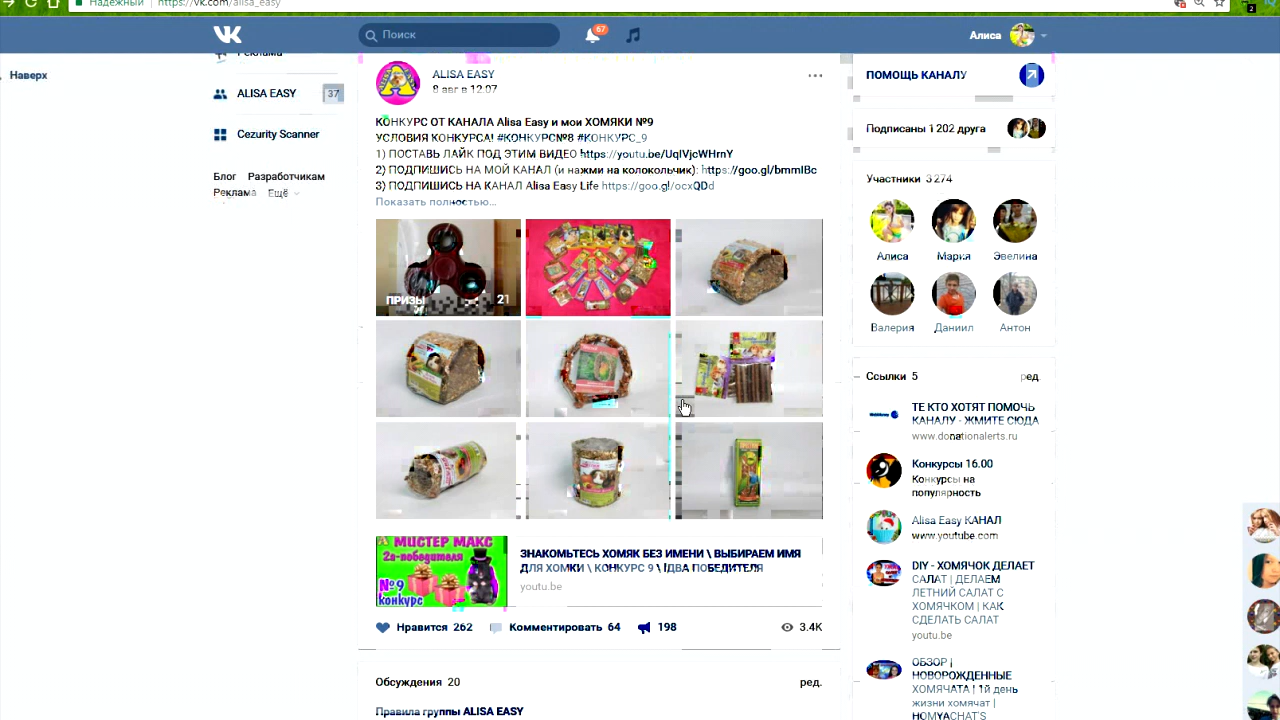 Надежный
https://vk.com/alisa_easy
2
Поиск
67
Алиса
Реклама
Наверх
ALISA EASY 37
Cezurity Scanner
Блог Разработчикам
Реклама Ещё
ALISA EASY
8 авг в 12:07
КОНКУРС ОТ КАНАЛА Alisa Easy и мои ХОМЯКИ №9
УСЛОВИЯ КОНКУРСА! #КОНКУРС№8 #КОНКУРС_9
1) ПОСТАВЬ ЛАЙК ПОД ЭТИМ ВИДЕО https://youtu.be/UqIVjcWHrnY
2) ПОДПИШИСЬ НА МОЙ КАНАЛ (и нажми на колокольчик): https://goo.gl/bmmIBc
3) ПОДПИШИСЬ НА КАНАЛ Alisa Easy Life https://goo.gl/ocxQDd
Показать полностью...
ПРИЗЫ 21
МИСТЕР МАКС
2а-победителя
№9
конкурс
ЗНАКОМЬТЕСЬ ХОМЯК БЕЗ ИМЕНИ \ ВЫБИРАЕМ ИМЯ
ДЛЯ ХОМКИ \ КОНКУРС 9 \ ДВА ПОБЕДИТЕЛЯ
youtu.be
Нравится 262 Комментировать 64 198 3.4K
Обсуждения 20 ред.
Правила группы ALISA EASY
ПОМОЩЬ КАНАЛУ
Подписаны 1 202 друга
Участники 3 274
Алиса Мария Эвелина
Валерия Даниил Антон
Ссылки 5 ред.
ТЕ КТО ХОТЯТ ПОМОЧЬ
КАНАЛУ - ЖМИТЕ СЮДА
www.donationalerts.ru
Конкурсы 16.00
Конкурсы на
популярность
Alisa Easy КАНАЛ
www.youtube.com
DIY - ХОМЯЧОК ДЕЛАЕТ
САЛАТ | ДЕЛАЕМ
ЛЕТНИЙ САЛАТ С
ХОМЯЧКОМ | КАК
СДЕЛАТЬ САЛАТ
youtu.be
ОБЗОР |
НОВОРОЖДЕННЫЕ
ХОМЯЧАТА | 1й день
жизни хомячат |
HOMYACHAT'S